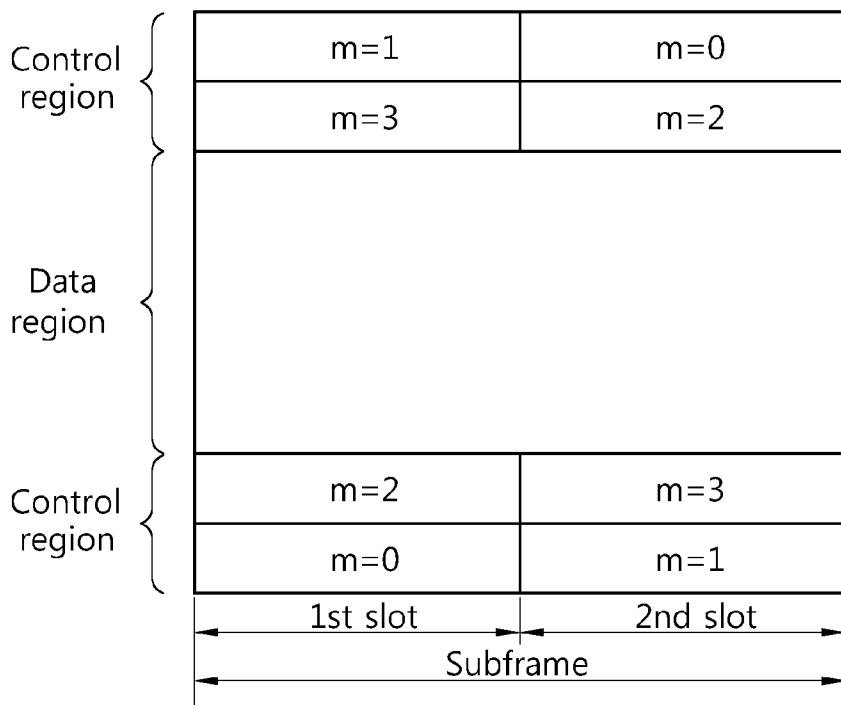 Control
region
m=1
m=0
m=3
m=2
Data
region
Control
region
m=2
m=3
m=0
m=1
1st slot
2nd slot
Subframe